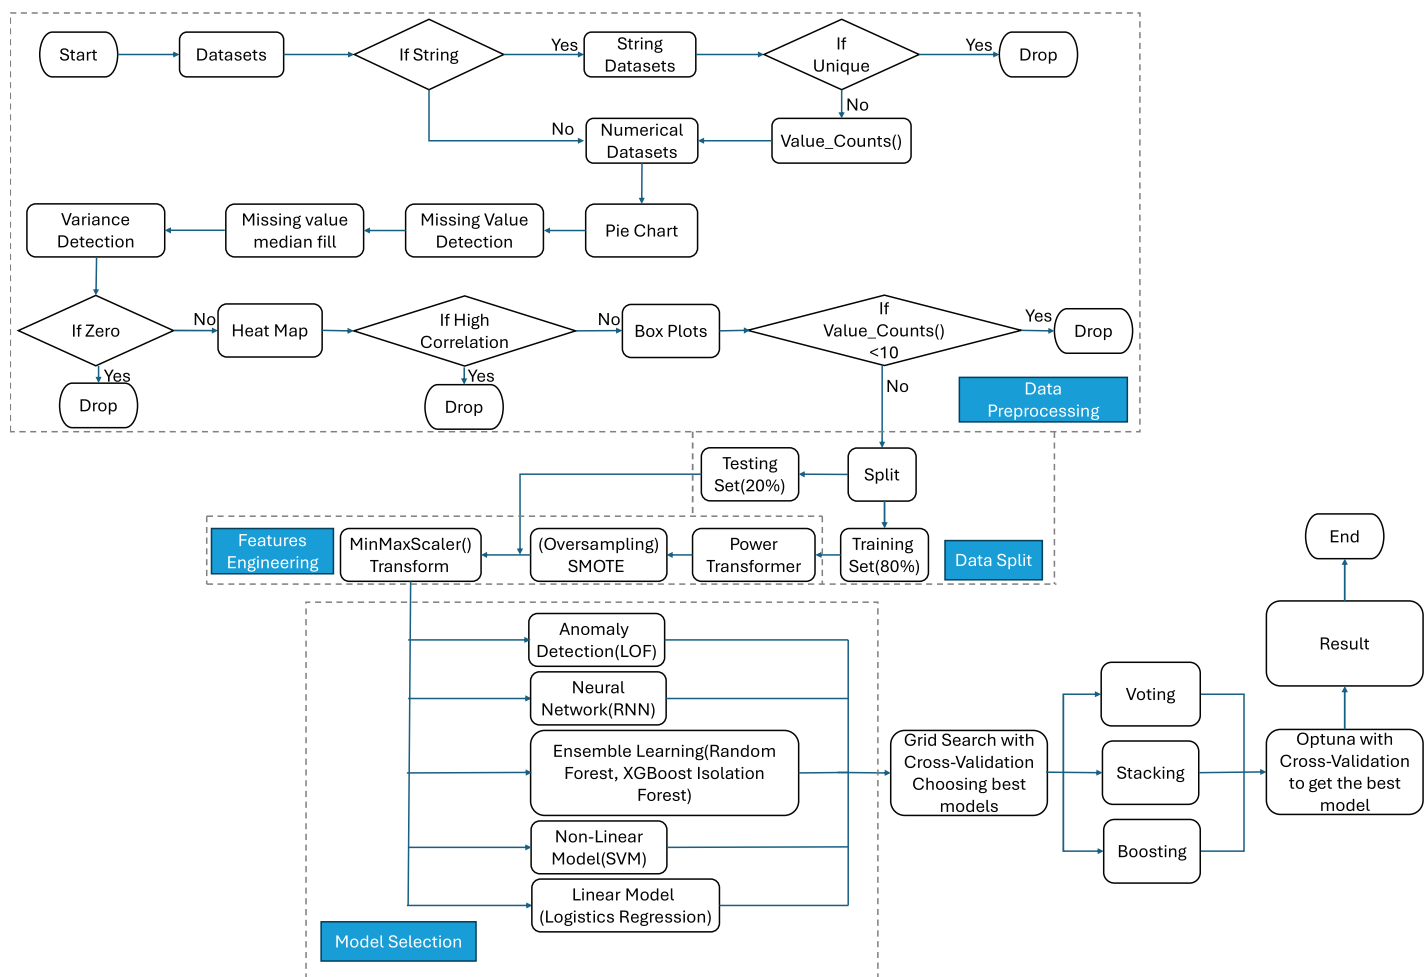 Start
Datasets
If String
Yes
String
Datasets
If
Unique
Yes
Drop
No
No
Numerical
Datasets
Value_Counts()
Variance
Detection
Missing value
median fill
Missing Value
Detection
Pie Chart
If Zero
No
Heat Map
If High
Correlation
No
Box Plots
If
Value_Counts()
<10
Yes
Drop
Yes
Drop
Yes
Drop
No
Data
Preprocessing
Testing
Set(20%)
Split
Features
Engineering
MinMaxScaler()
Transform
(Oversampling)
SMOTE
Power
Transformer
Training
Set(80%)
Data Split
End
Anomaly
Detection(LOF)
Neural
Network(RNN)
Ensemble Learning(Random
Forest, XGBoost Isolation
Forest)
Non-Linear
Model(SVM)
Linear Model
(Logistics Regression)
Model Selection
Grid Search with
Cross-Validation
Choosing best
models
Voting
Stacking
Boosting
Result
Optuna with
Cross-Validation
to get the best
model